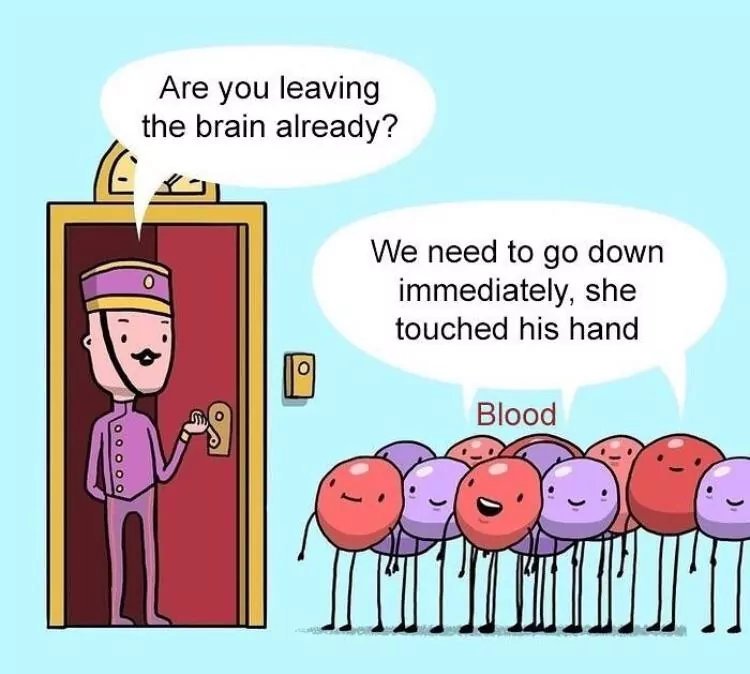 Are you leaving
the brain already?
We need to go down
immediately, she
touched his hand
Blood